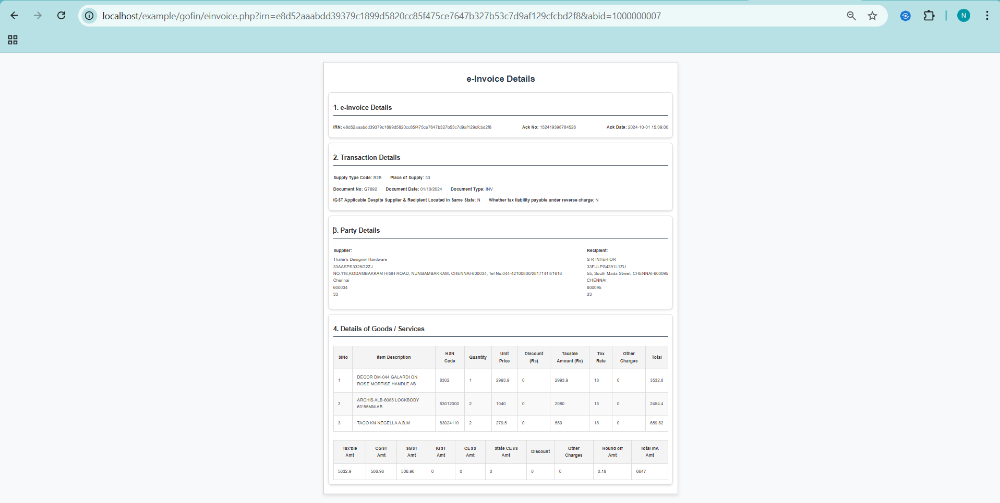 localhost/example/gofin/einvoice.php?irn=e8d52aaabdd39379c1899d5820cc85f475ce7647b327b53c7d9af129cfcbd2f8&abid=1000000007
N
e-Invoice Details
1. e-Invoice Details
IRN: e8d52aaabdd39379c1899d5820cc85f475ce7647b327b53c7d9af129cfcbd2f8 Ack No: 152419398784526 Ack Date: 2024-10-01 15:09:00
2. Transaction Details
Supply Type Code: B2B Place of Supply: 33
Document No: G7692 Document Date: 01/10/2024 Document Type: INV
IGST Applicable Despite Supplier & Recipient Located in Same State: N Whether tax liability payable under reverse charge: N
3. Party Details
Supplier:
Thahir's Designer Hardware
33AASPS3325G2ZJ
NO.118,KODAMBAKKAM HIGH ROAD, NUNGAMBAKKAM, CHENNAI-600034, Tel No;044-42100800/28171414/1616
Chennai
600034
33
Recipient:
S R INTERIOR
33FULPS4391L1ZU
55, South Mada Street, CHENNAI-600095
CHENNAI
600095
33
4. Details of Goods / Services
SlNo Item Description HSN Code Quantity Unit Price Discount (Rs) Taxable Amount (Rs) Tax Rate Other Charges Total
1 DECOR DM-044 GALARDI ON ROSE MORTISE HANDLE AB 8302 1 2993.9 0 2993.9 18 0 3532.8
2 ARCHIS ALB-6085 LOCKBODY 60*85MM AB 83012000 2 1040 0 2080 18 0 2454.4
3 TACO KN NEGELLA A.B.M 83024110 2 279.5 0 559 18 0 659.62
Tax'ble Amt CGST Amt SGST Amt IGST Amt CESS Amt State CESS Amt Discount Other Charges Round off Amt Total Inv. Amt
5632.9 506.96 506.96 0 0 0 0 0 0.18 6647